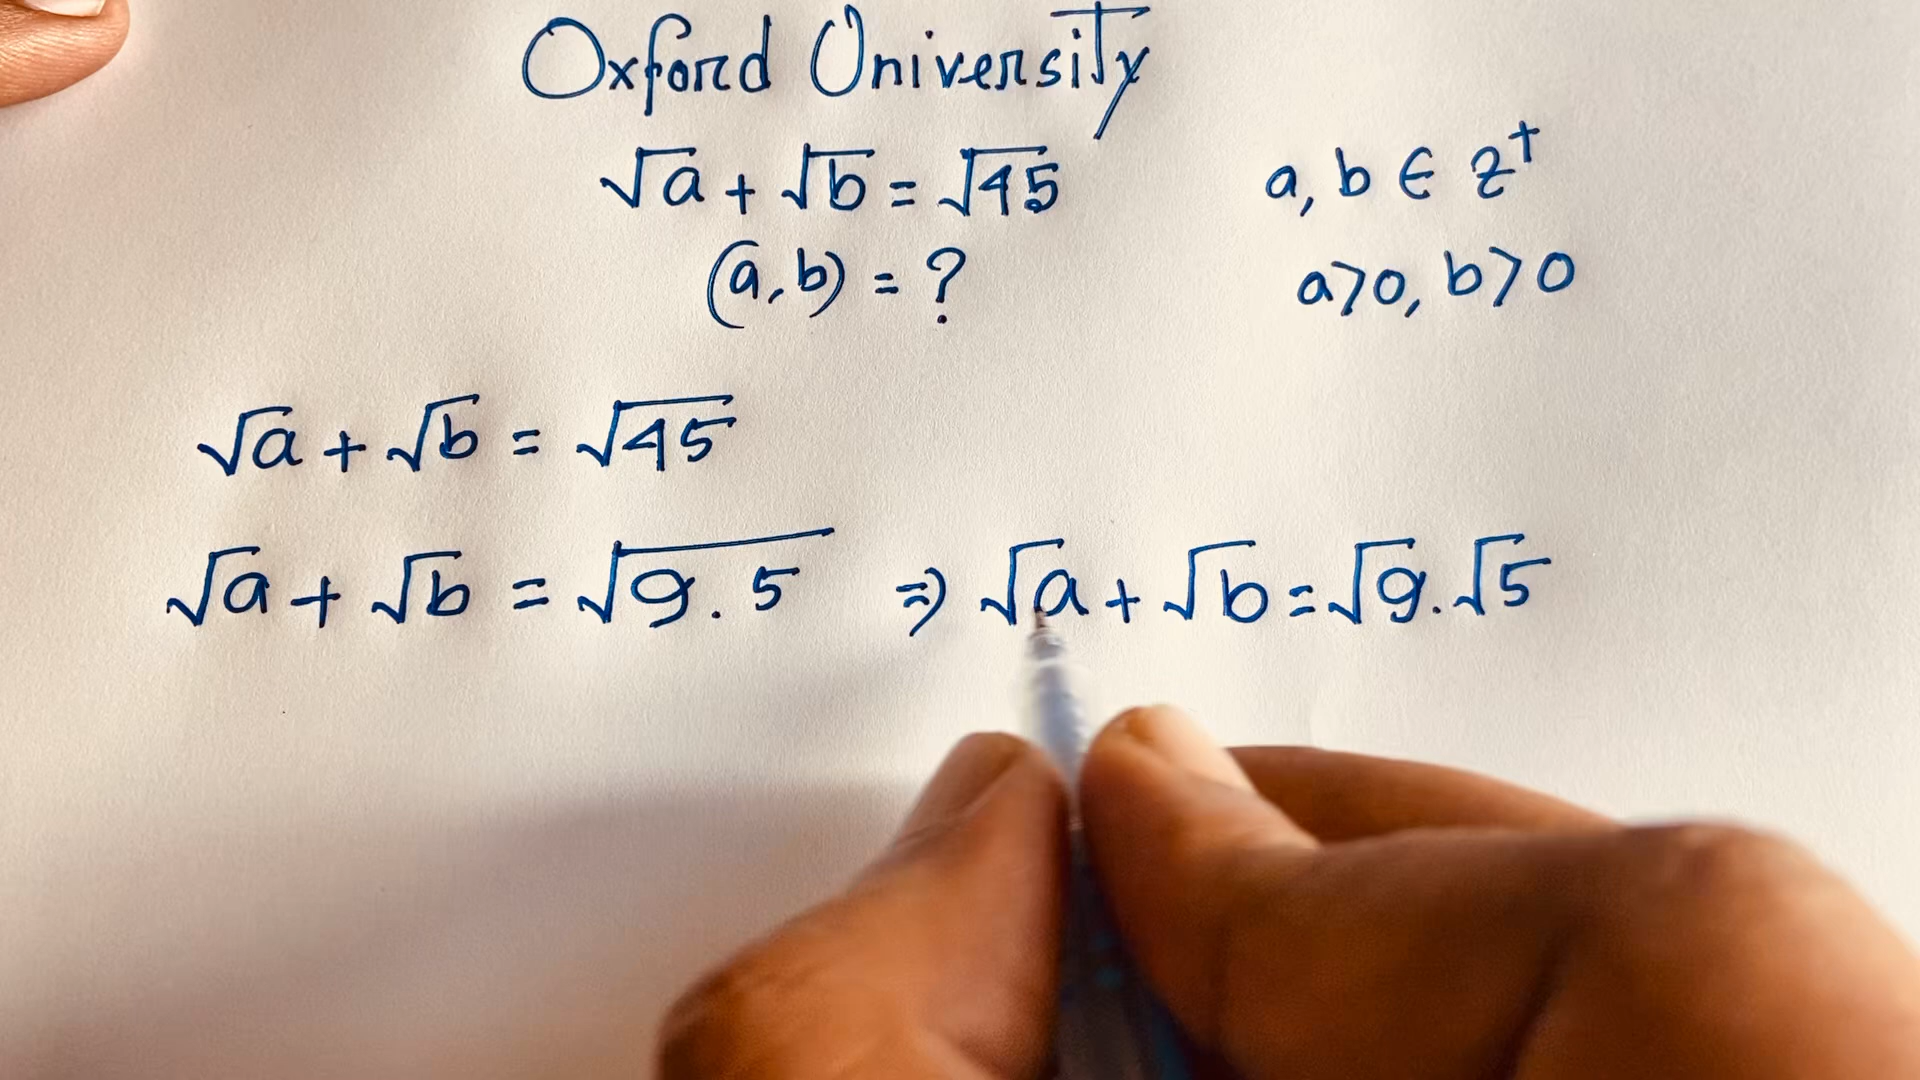 Oxford University
√a + √b = √45
a, b ∈ Z⁺
(a, b) = ?
a>0, b>0
√a + √b = √45
√a + √b = √9.5 ⇒ √a + √b = √9.√5